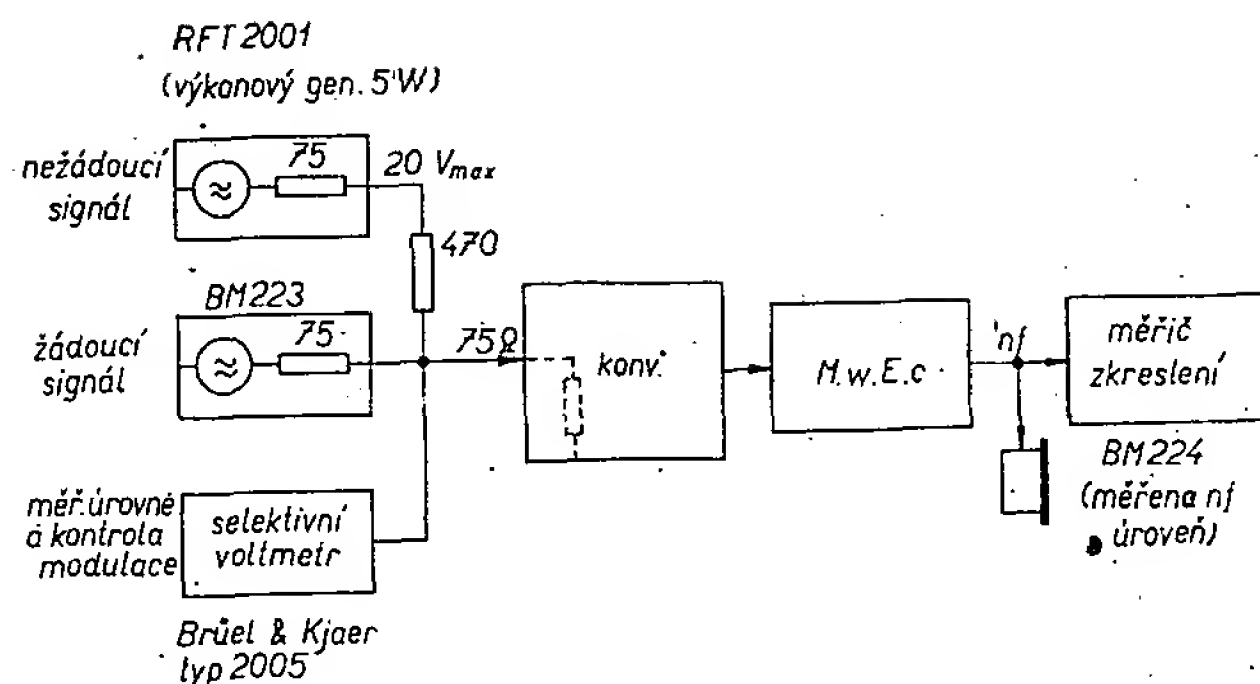 RFT 2001
(výkonový gen. 5W)
nežádoucí
signál
75
20 Vmax
470
BM223
žádoucí
signál
75
75Ω
konv.
M.w.E.c
nf
měřič
zkreslení
BM224
(měřena nf
úroveň)
měř. úrovně
a kontrola
modulace
selektivní
voltmetr
Brüel & Kjaer
typ 2005